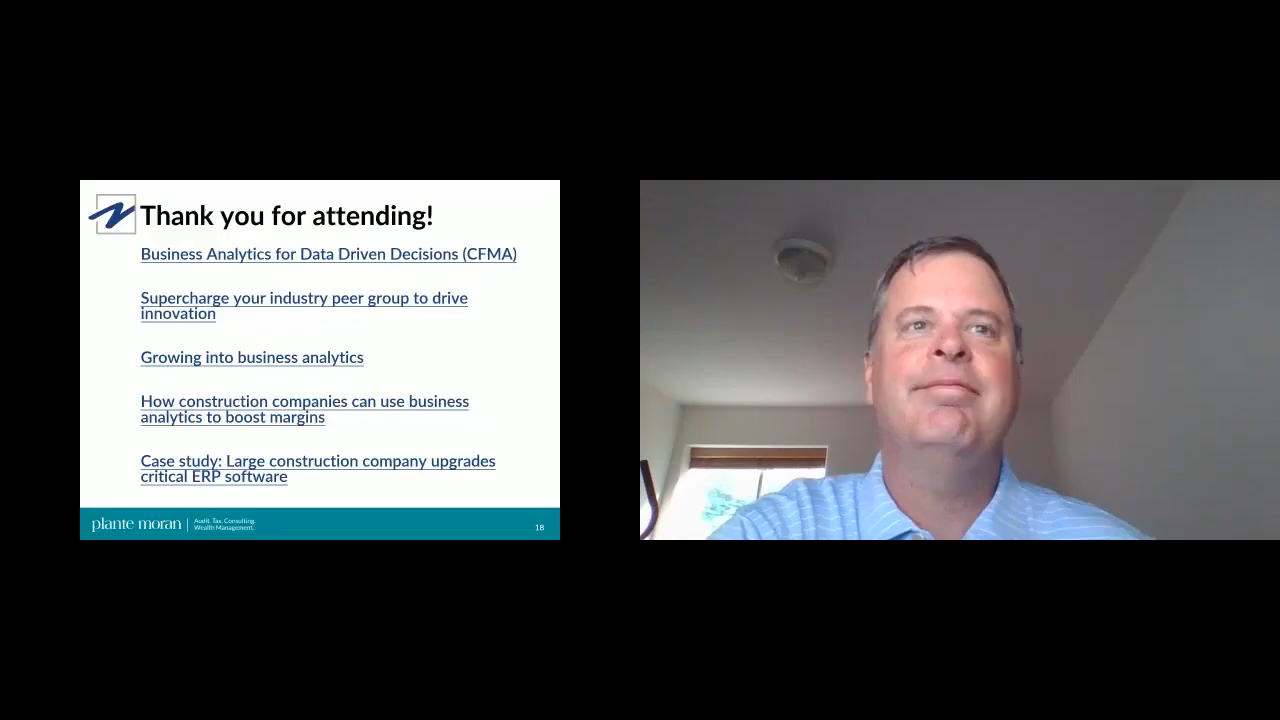 Thank you for attending!
Business Analytics for Data Driven Decisions (CFMA)
Supercharge your industry peer group to drive
innovation
Growing into business analytics
How construction companies can use business
analytics to boost margins
Case study: Large construction company upgrades
critical ERP software
plante moran
Audit. Tax. Consulting.
Wealth Management.
18